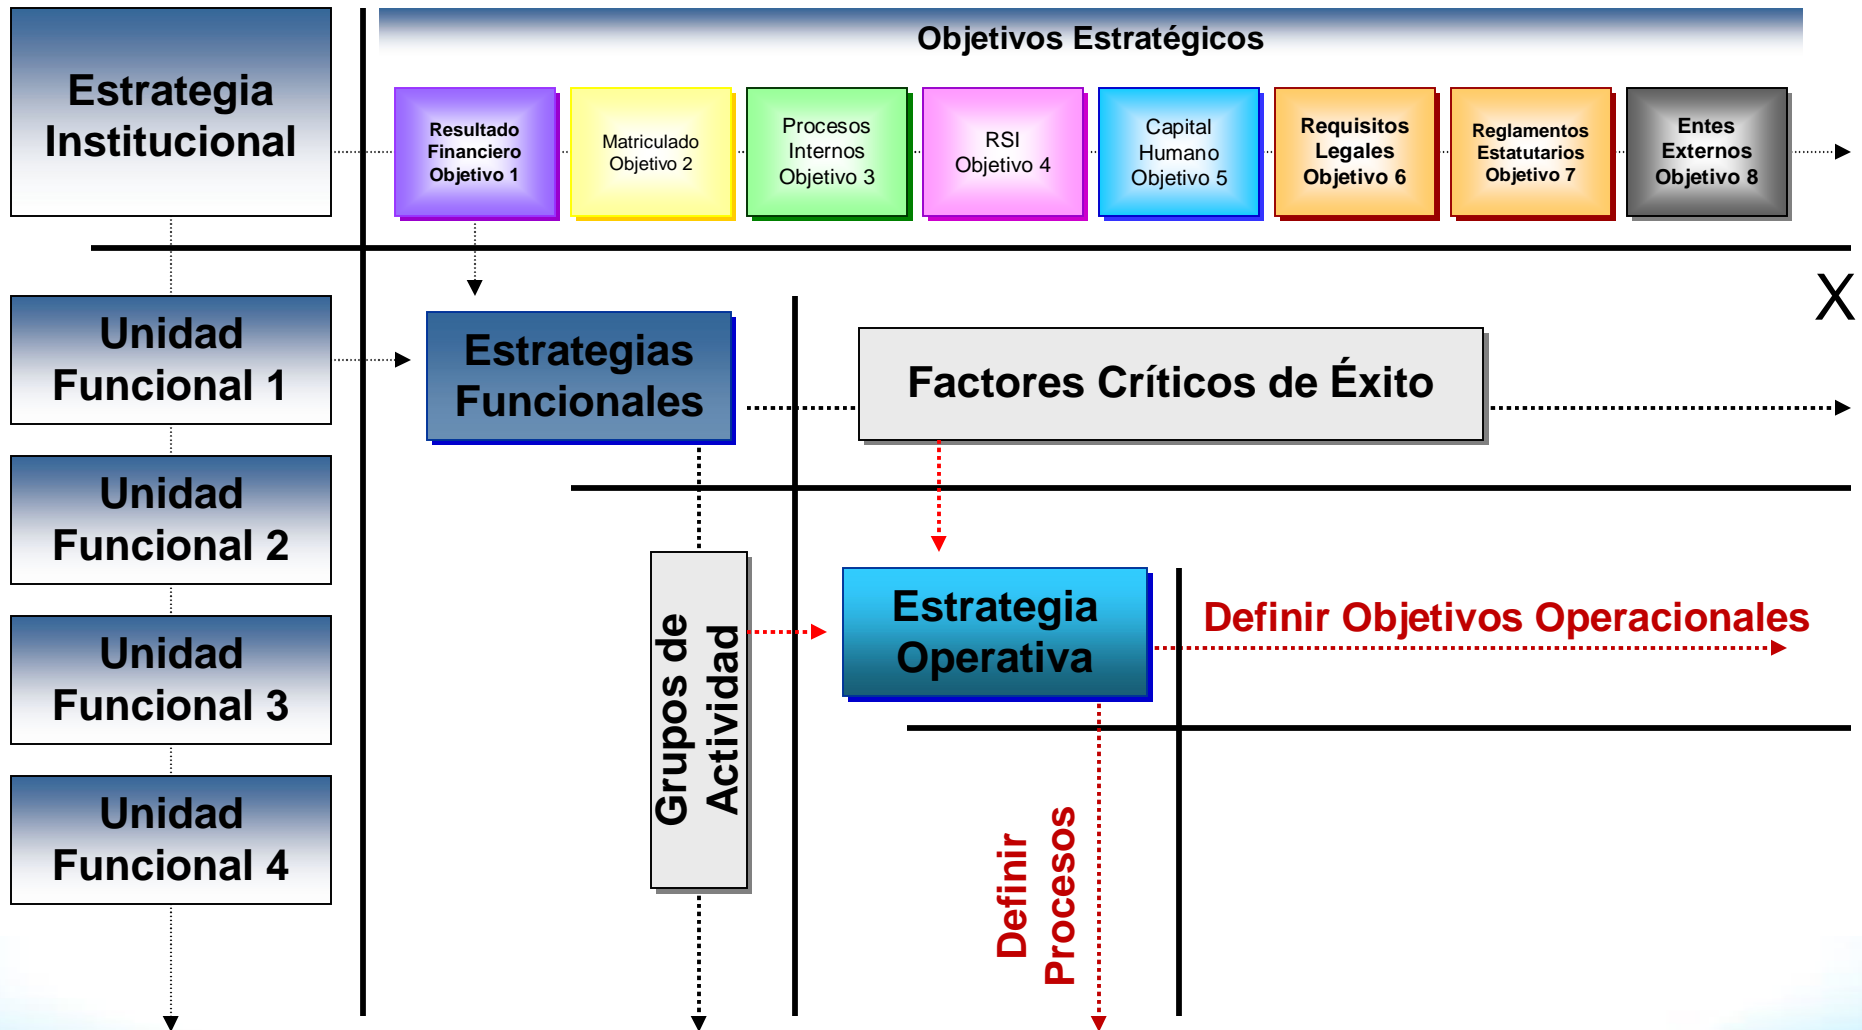 Estrategia
Institucional
Objetivos Estratégicos
Resultado
Financiero
Objetivo 1
Matriculado
Objetivo 2
Procesos
Internos
Objetivo 3
RSI
Objetivo 4
Capital
Humano
Objetivo 5
Requisitos
Legales
Objetivo 6
Reglamentos
Estatutarios
Objetivo 7
Entes
Externos
Objetivo 8
X
Unidad
Funcional 1
Estrategias
Funcionales
Factores Críticos de Éxito
Unidad
Funcional 2
Unidad
Funcional 3
Unidad
Funcional 4
Grupos de
Actividad
Estrategia
Operativa
Definir Objetivos Operacionales
Definir
Procesos